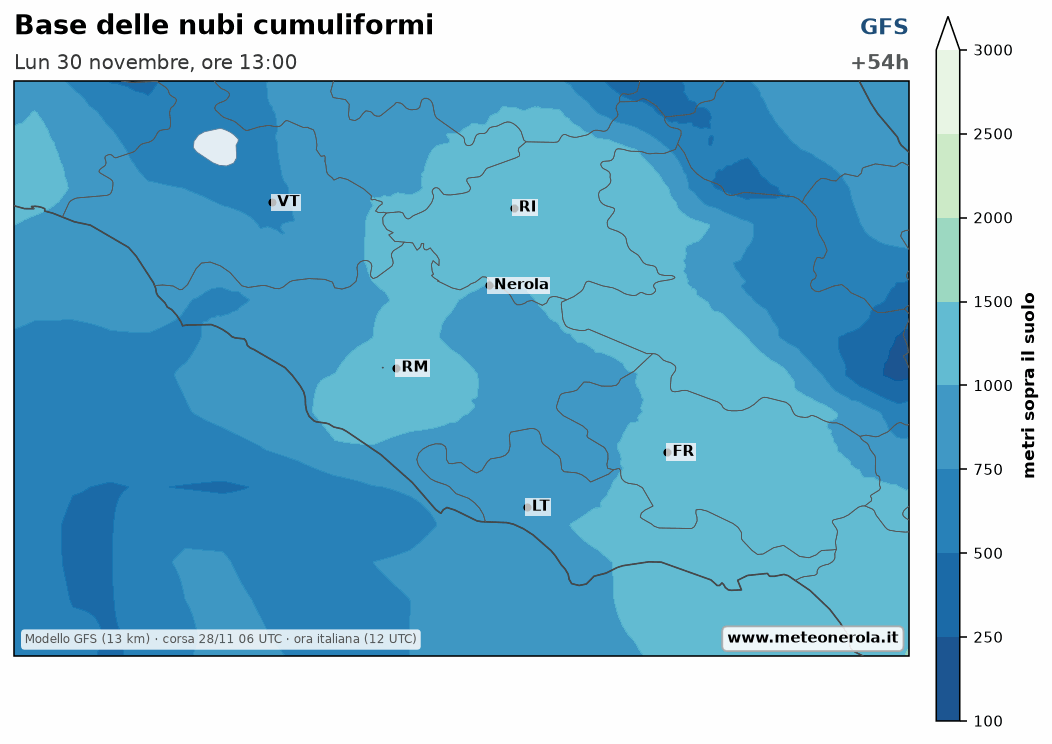 Base delle nubi cumuliformi
GFS
Lun 30 novembre, ore 13:00
+54h
VT
RI
Nerola
RM
FR
LT
Modello GFS (13 km) · corsa 28/11 06 UTC · ora italiana (12 UTC)
www.meteonerola.it
3000
2500
2000
1500
1000
750
500
250
100
metri sopra il suolo